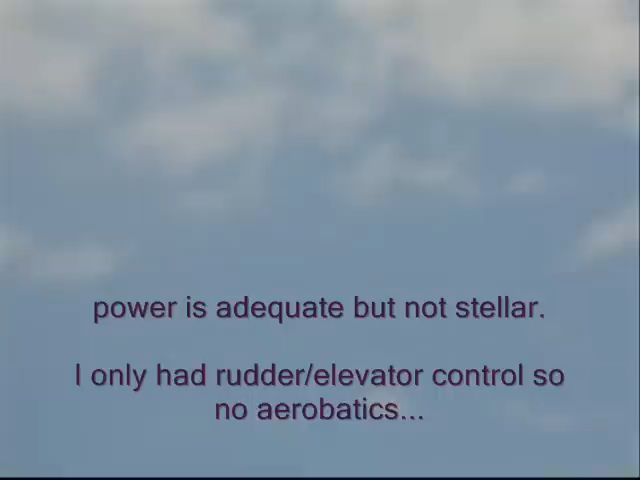 power is adequate but not stellar.
I only had rudder/elevator control so
no aerobatics...